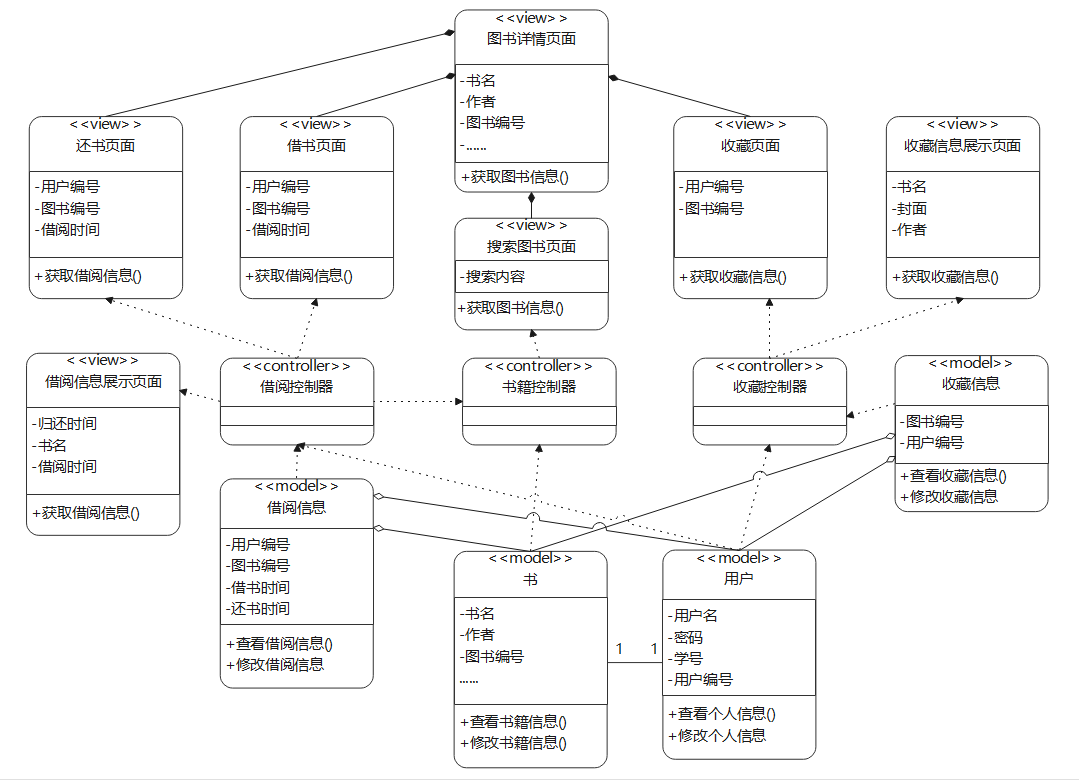 <<view>>
图书详情页面
-书名
-作者
-图书编号
-......
+获取图书信息()
<<view>>
还书页面
-用户编号
-图书编号
-借阅时间
+获取借阅信息()
<<view>>
借书页面
-用户编号
-图书编号
-借阅时间
+获取借阅信息()
<<view>>
收藏页面
-用户编号
-图书编号
+获取收藏信息()
<<view>>
收藏信息展示页面
-书名
-封面
-作者
+获取收藏信息()
<<view>>
搜索图书页面
-搜索内容
+获取图书信息()
<<view>>
借阅信息展示页面
-归还时间
-书名
-借阅时间
+获取借阅信息()
<<controller>>
借阅控制器
<<controller>>
书籍控制器
<<controller>>
收藏控制器
<<model>>
收藏信息
-图书编号
-用户编号
+查看收藏信息()
+修改收藏信息
<<model>>
借阅信息
-用户编号
-图书编号
-借书时间
-还书时间
+查看借阅信息()
+修改借阅信息
<<model>>
书
-书名
-作者
-图书编号
......
+查看书籍信息()
+修改书籍信息()
1 1
<<model>>
用户
-用户名
-密码
-学号
-用户编号
+查看个人信息()
+修改个人信息